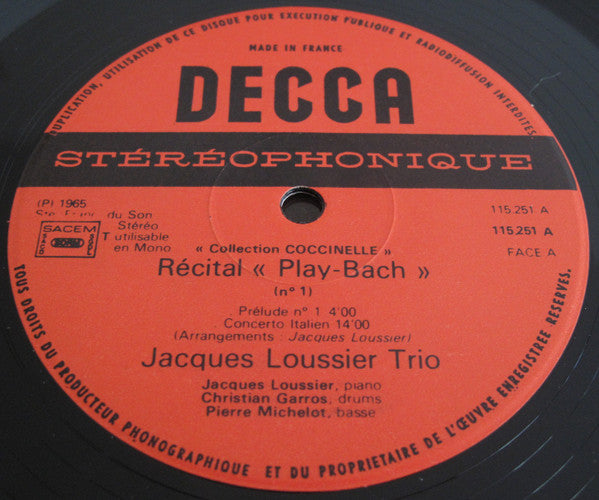 DUPLICATION, UTILISATION DE CE DISQUE POUR EXECUTION PUBLIQUE ET RADIODIFFUSION INTERDITES.
MADE IN FRANCE
DECCA
STÉRÉOPHONIQUE
(P) 1965
du Son
Stéréo
utilisable
en Mono
SACEM
SACD
SDRM
SGDL
115.251 A
115.251 A
FACE A
« Collection COCCINELLE »
Récital « Play-Bach »
(n° 1)
Prélude n° 1 4'00
Concerto Italien 14'00
(Arrangements : Jacques Loussier)
Jacques Loussier Trio
Jacques Loussier, piano
Christian Garros, drums
Pierre Michelot, basse
TOUS DROITS DU PRODUCTEUR PHONOGRAPHIQUE ET DU PROPRIETAIRE DE L'ŒUVRE ENREGISTREE RESERVES.